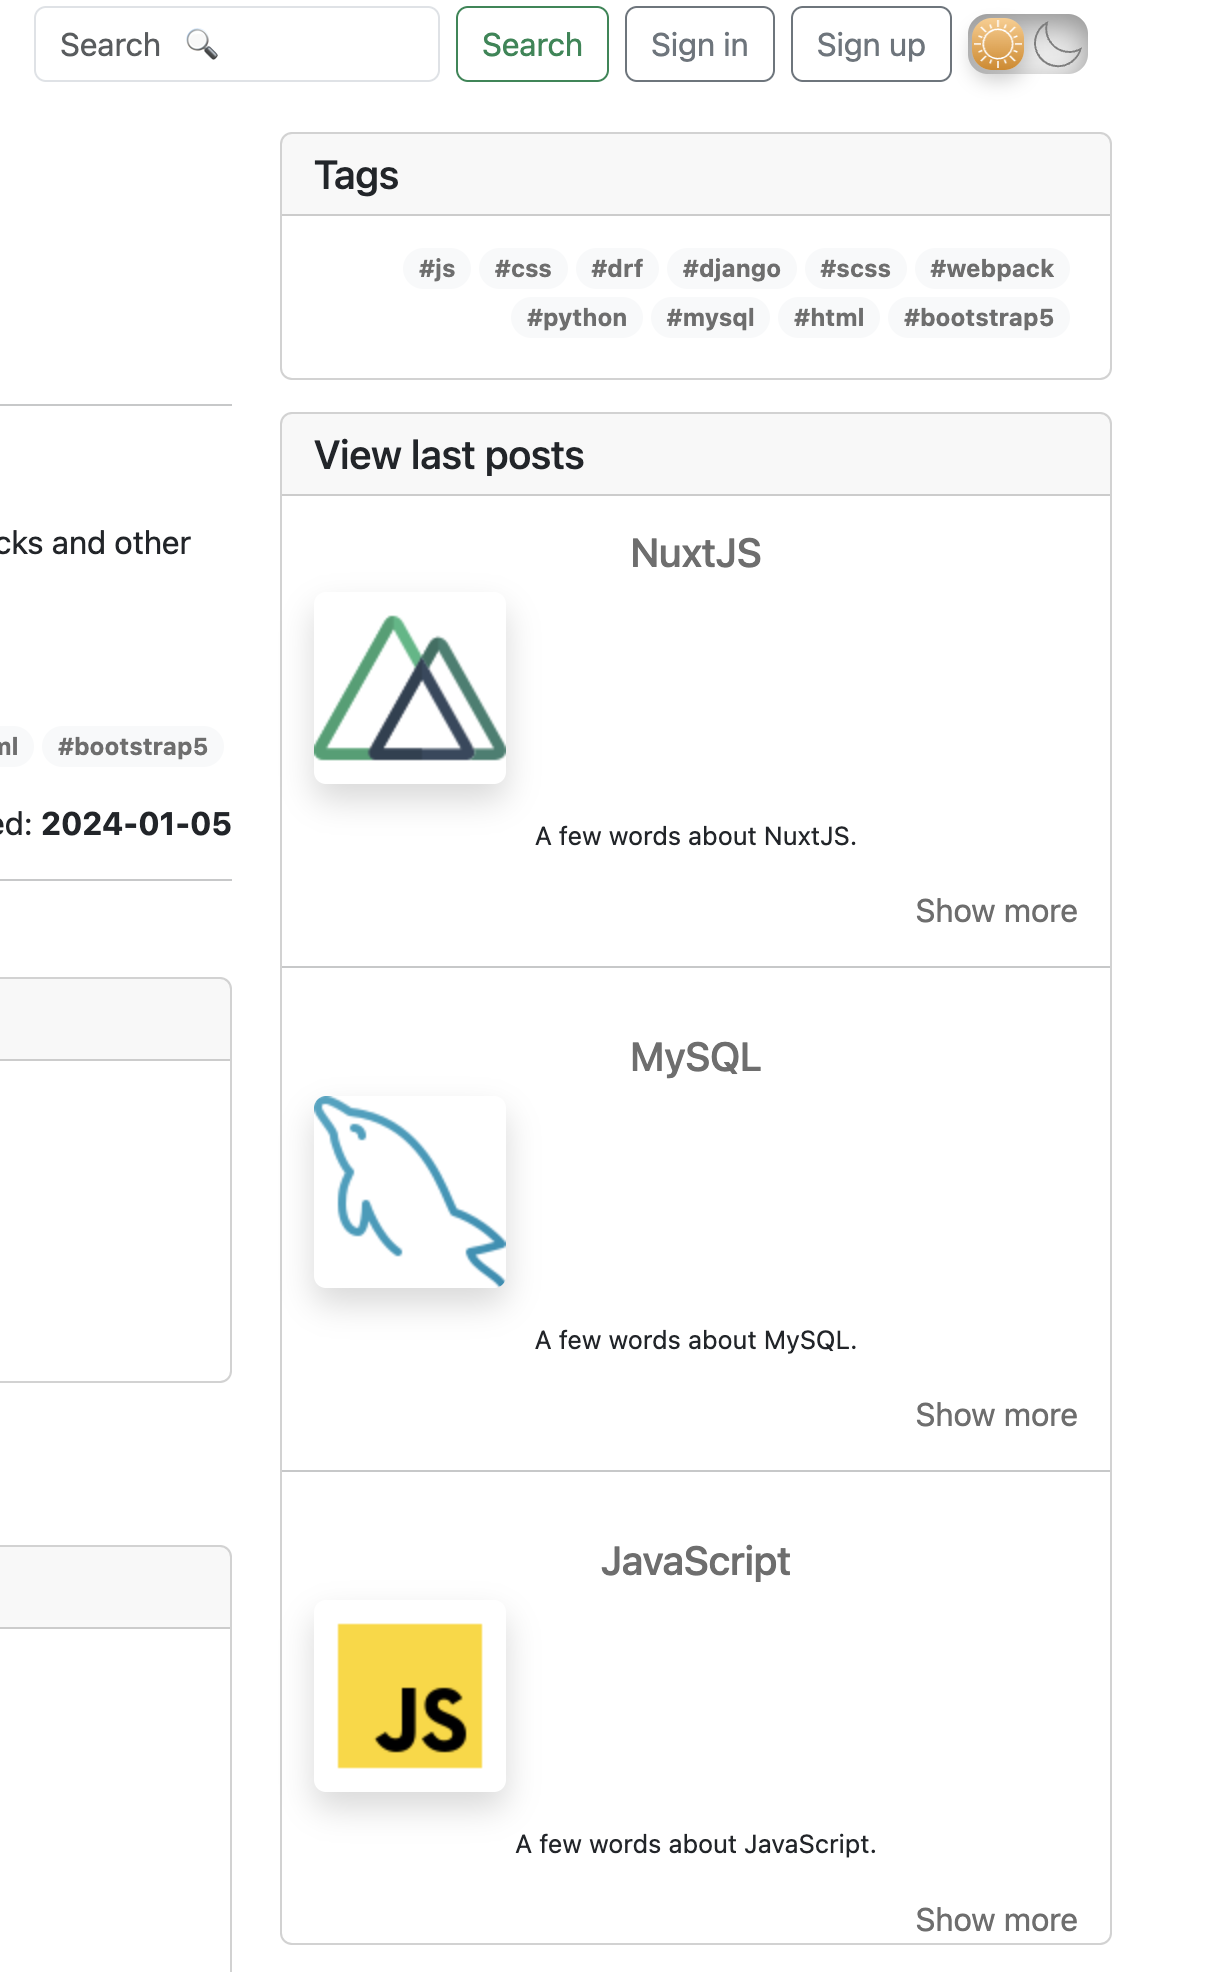 Search 🔍 Search Sign in Sign up
Tags
#js #css #drf #django #scss #webpack
#python #mysql #html #bootstrap5
View last posts
cks and other
NuxtJS
ml #bootstrap5
ed: 2024-01-05
A few words about NuxtJS.
Show more
MySQL
A few words about MySQL.
Show more
JavaScript
JS
A few words about JavaScript.
Show more